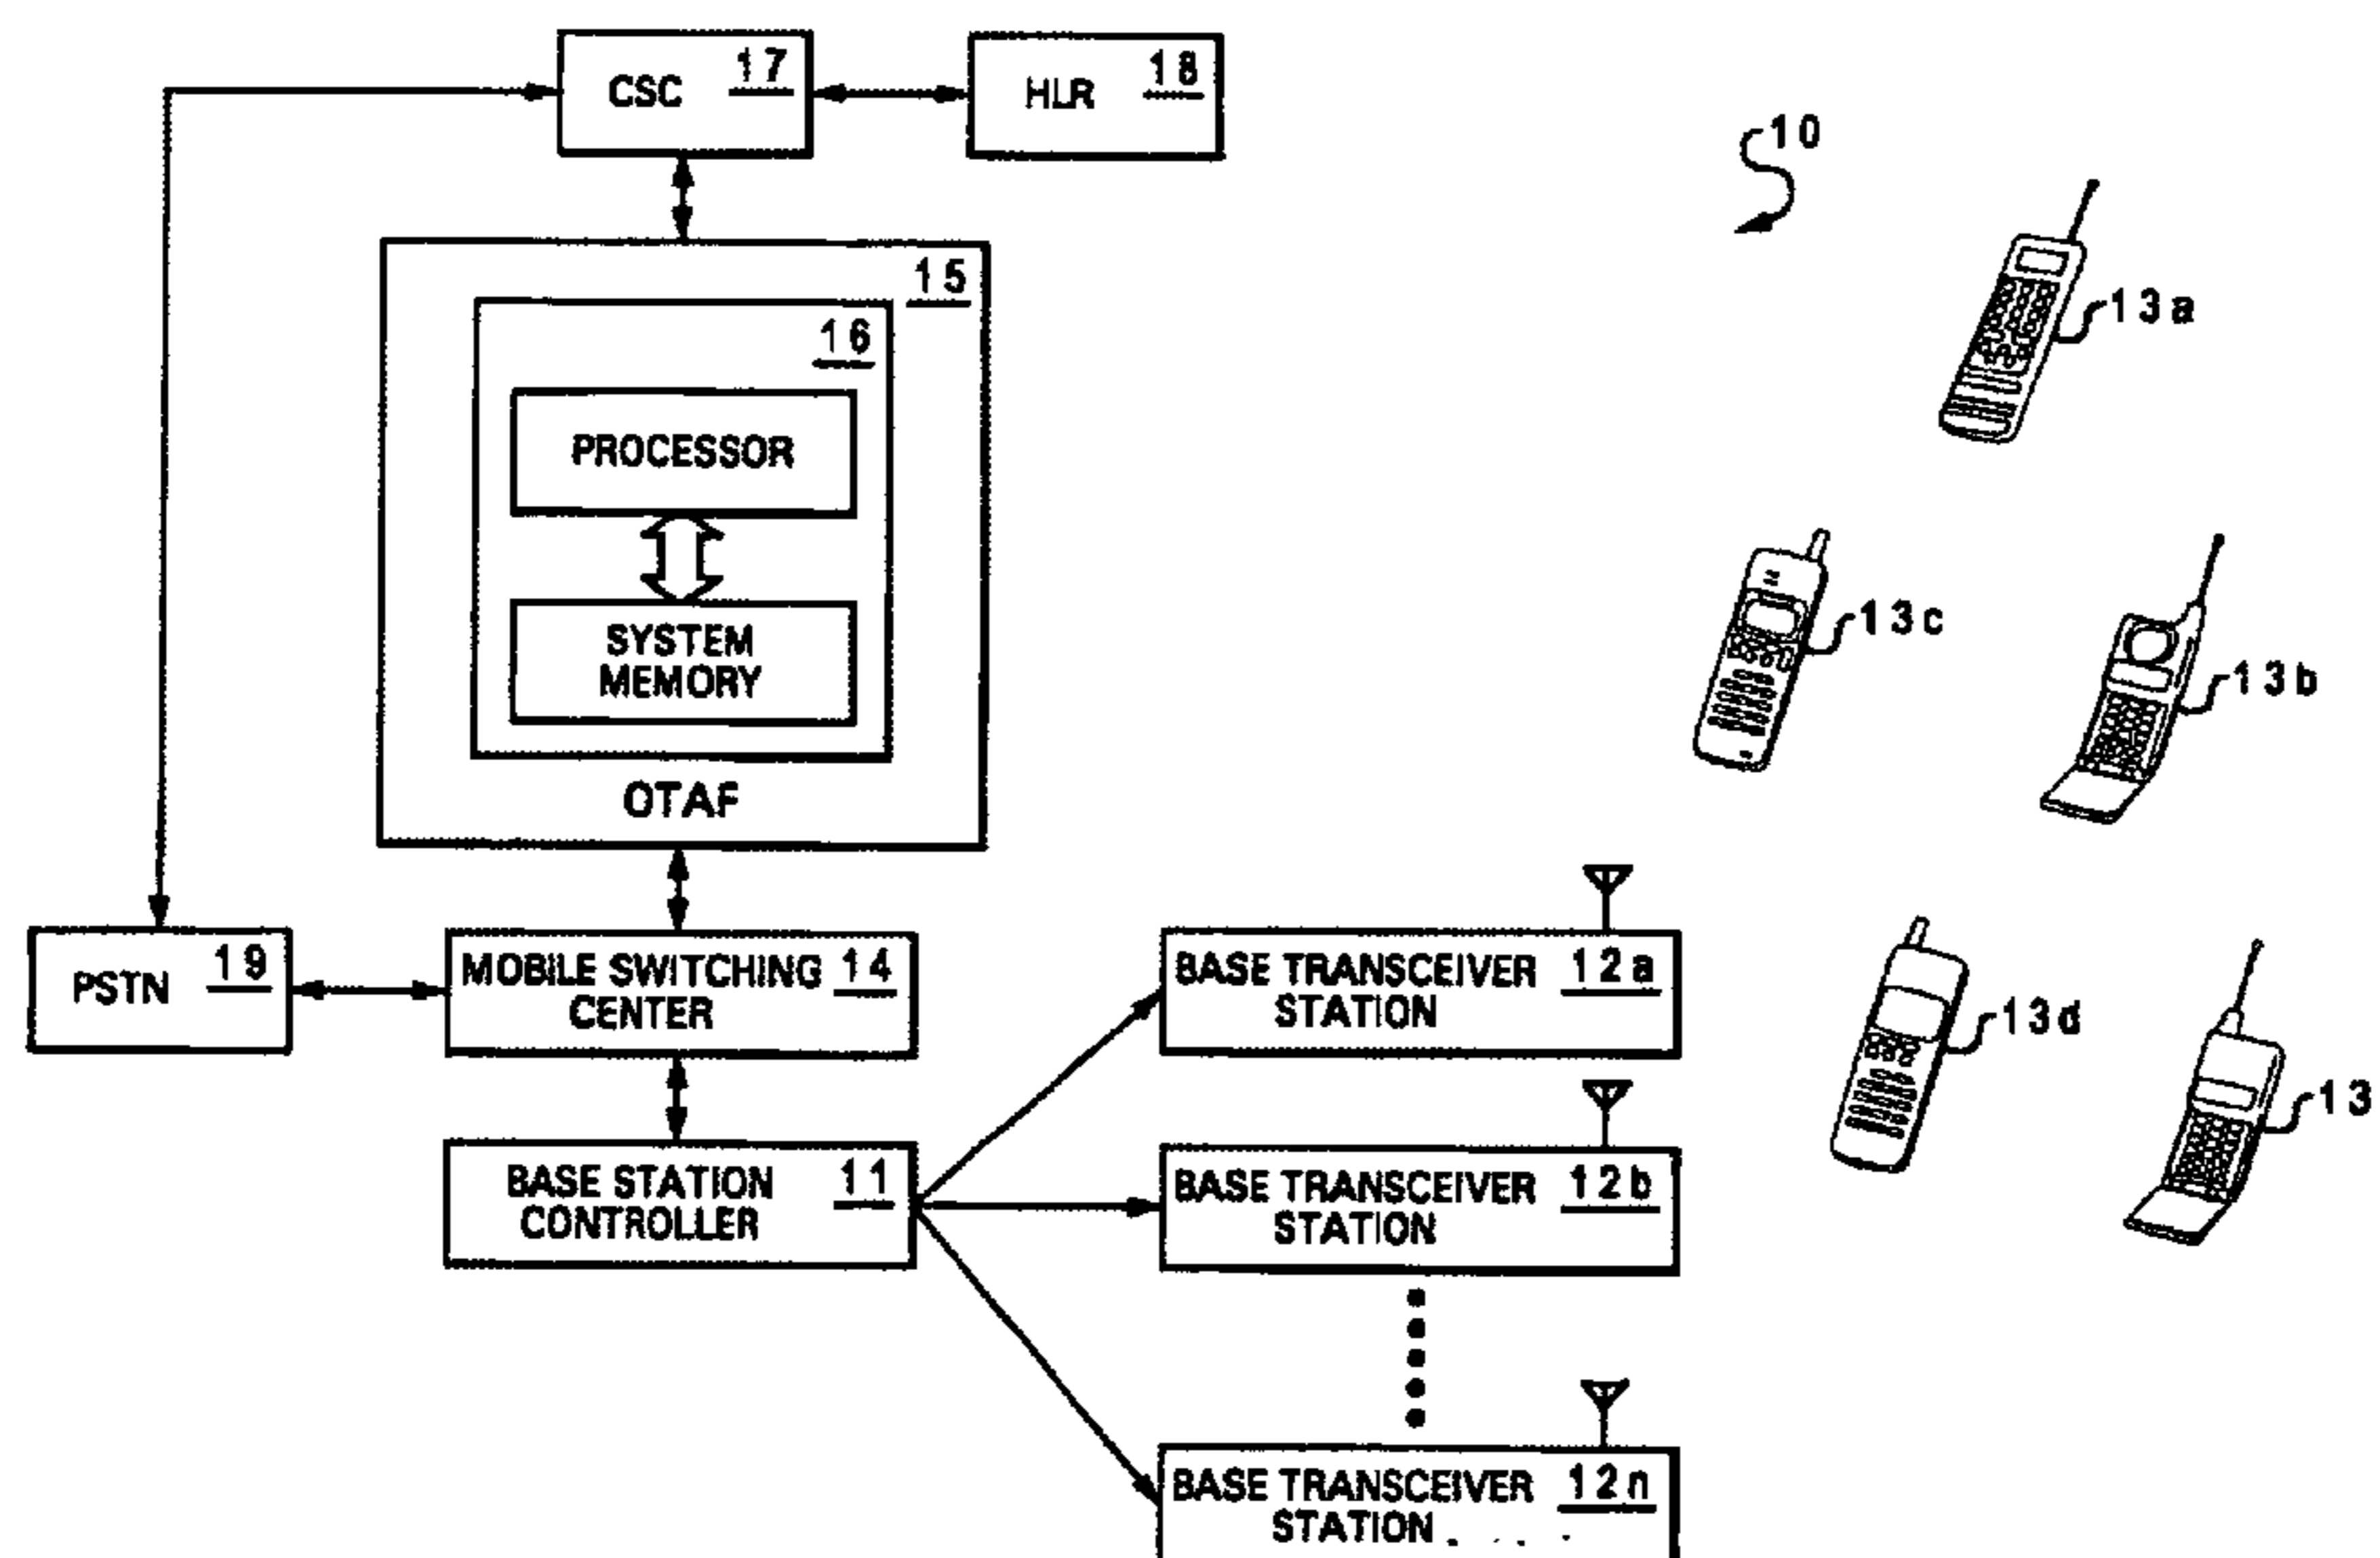 CSC 17
HLR 18
10
15
13a
16
PROCESSOR
13c
SYSTEM
MEMORY
13b
OTAF
PSTN 19
MOBILE SWITCHING 14
CENTER
BASE TRANSCEIVER 12a
STATION
13d
13
BASE STATION 11
CONTROLLER
BASE TRANSCEIVER 12b
STATION
BASE TRANSCEIVER 12n
STATION